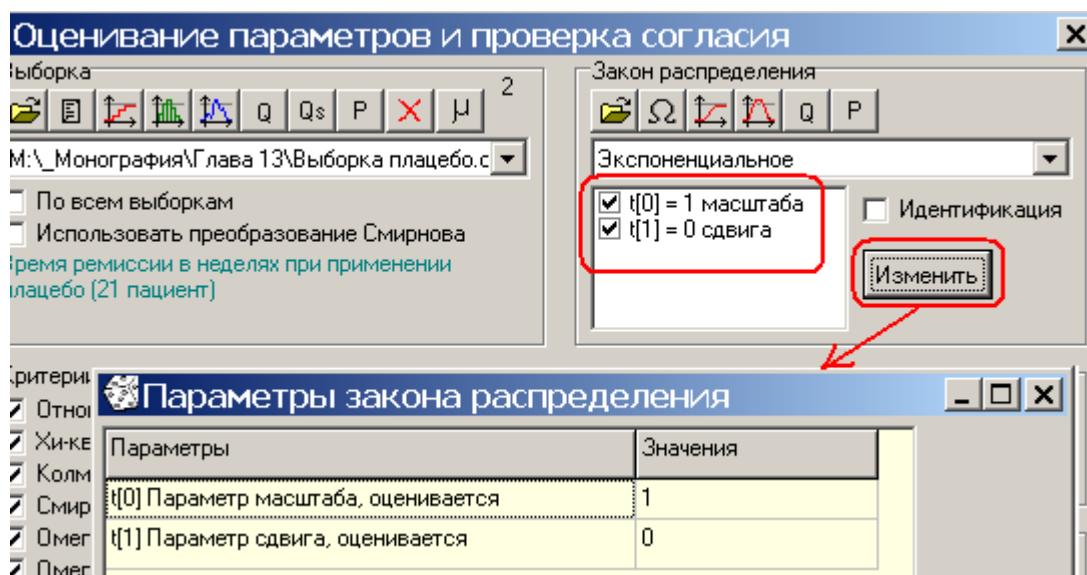 Оценивание параметров и проверка согласия
выборка
Закон распределения
2
Q Qs P μ
Ω Q P
M:\_Монография\Глава 13\Выборка плацебо.с
Экспоненциальное
По всем выборкам
Использовать преобразование Смирнова
время ремиссии в неделях при применении
плацебо (21 пациент)
t[0] = 1 масштаба
t[1] = 0 сдвига
Идентификация
Изменить
критери
Отно
Хи-ке
Колм
Смир
Омег
Омег
Параметры закона распределения
Параметры
Значения
t[0] Параметр масштаба, оценивается
1
t[1] Параметр сдвига, оценивается
0